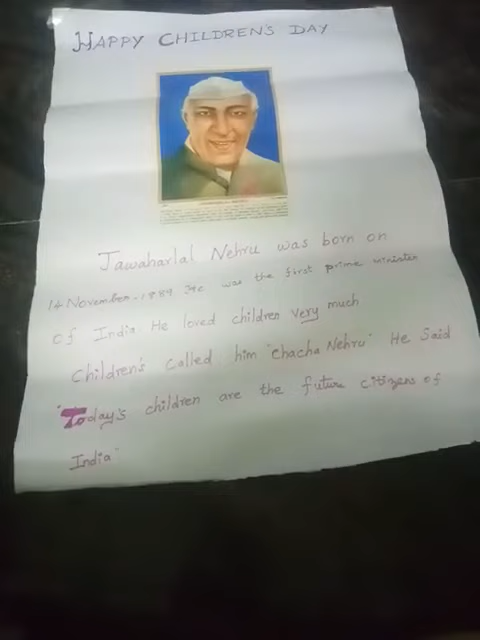 HAPPY CHILDREN'S DAY
Jawaharlal Nehru was born on
14 November - 1889 He was the first prime minister
Of India He loved children very much
Children's called him "Chacha Nehru" He Said
"Today's children are the future citizens of
India"